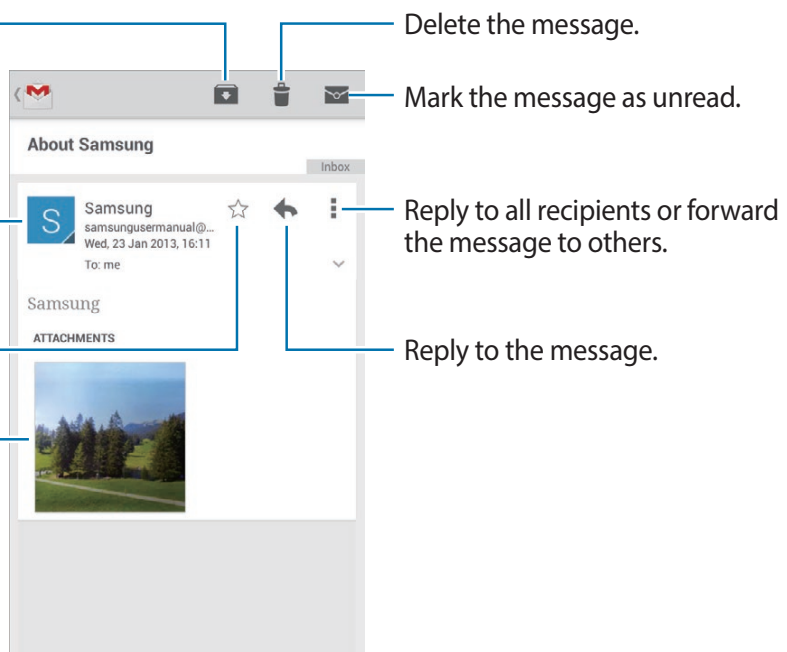 Delete the message.
Mark the message as unread.
About Samsung
Inbox
S
Samsung
samsungusermanual@...
Wed, 23 Jan 2013, 16:11
To: me
Reply to all recipients or forward
the message to others.
Samsung
ATTACHMENTS
Reply to the message.